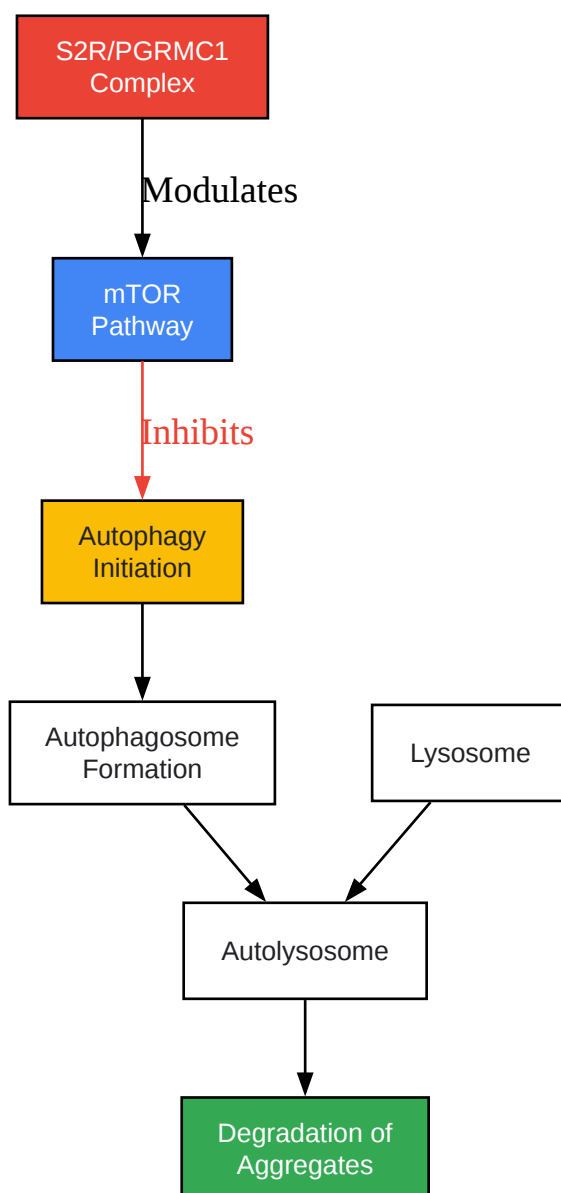 S2R/PGRMC1
Complex
Modulates
mTOR
Pathway
Inhibits
Autophagy
Initiation
Autophagosome
Formation
Lysosome
Autolysosome
Degradation of
Aggregates